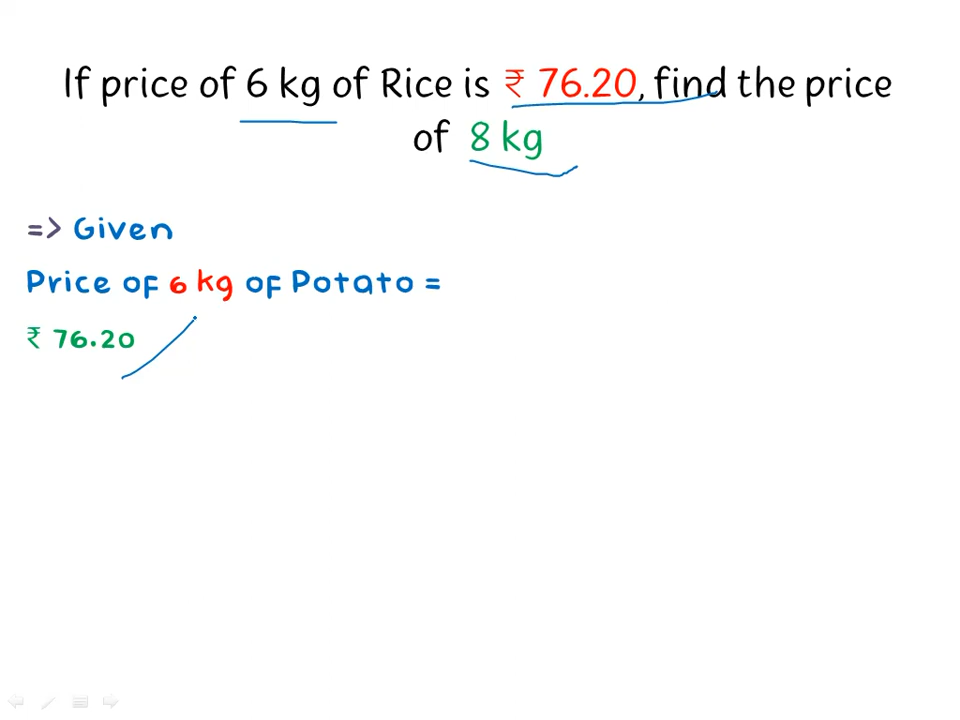 If price of 6 kg of Rice is ₹ 76.20, find the price
of 8 kg
=> Given
Price of 6 kg of Potato =
₹ 76.20